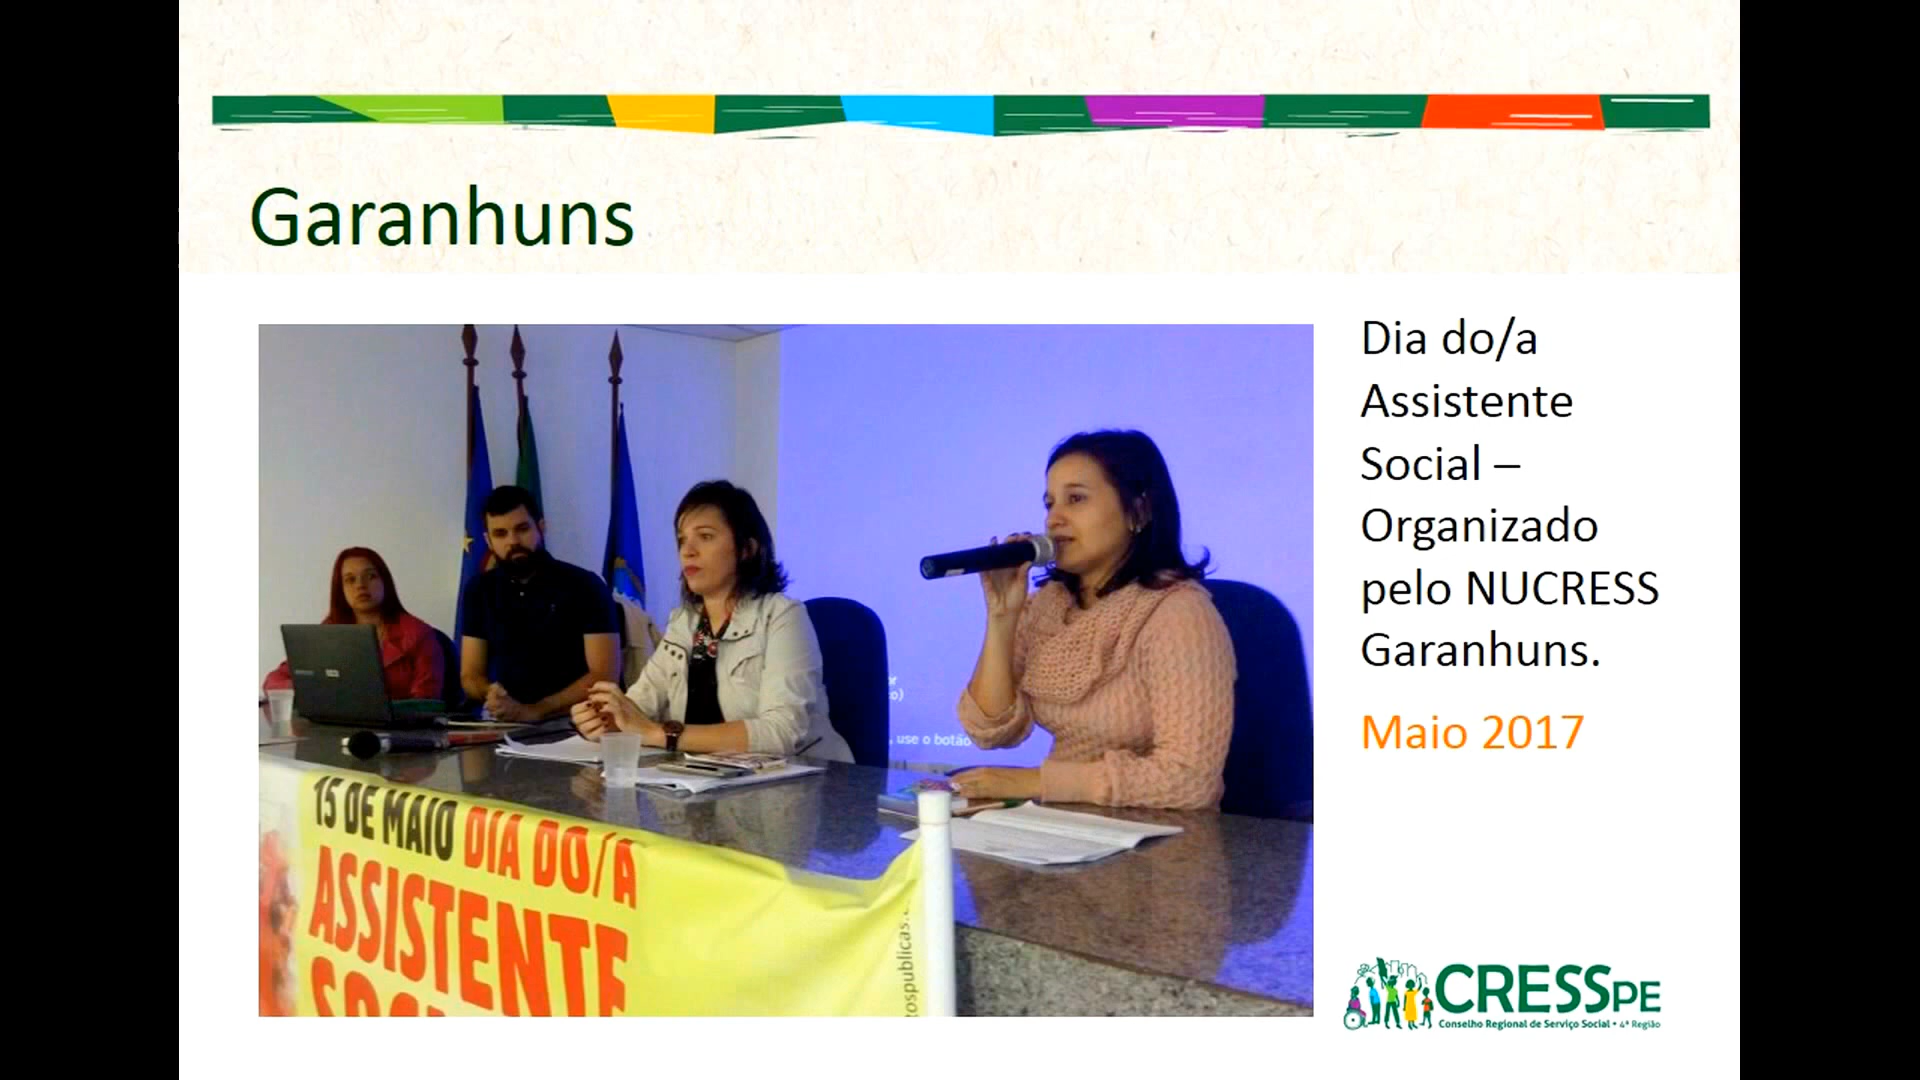 Garanhuns
Dia do/a
Assistente
Social –
Organizado
pelo NUCRESS
Garanhuns.
Maio 2017
, use o botão
15 DE MAIO DIA DO/A
ASSISTENTE
CRESSPE
Conselho Regional de Serviço Social • 4ª Região